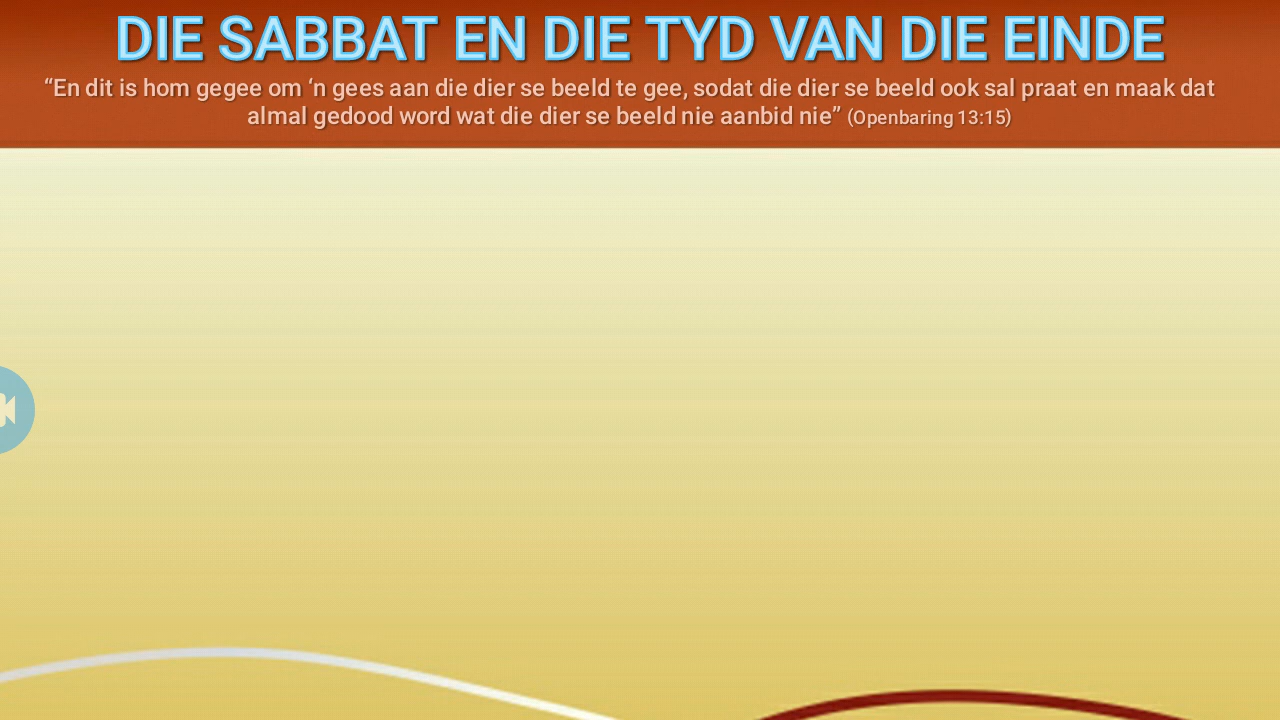 DIE SABBAT EN DIE TYD VAN DIE EINDE
“En dit is hom gegee om ‘n gees aan die dier se beeld te gee, sodat die dier se beeld ook sal praat en maak dat
almal gedood word wat die dier se beeld nie aanbid nie” (Openbaring 13:15)